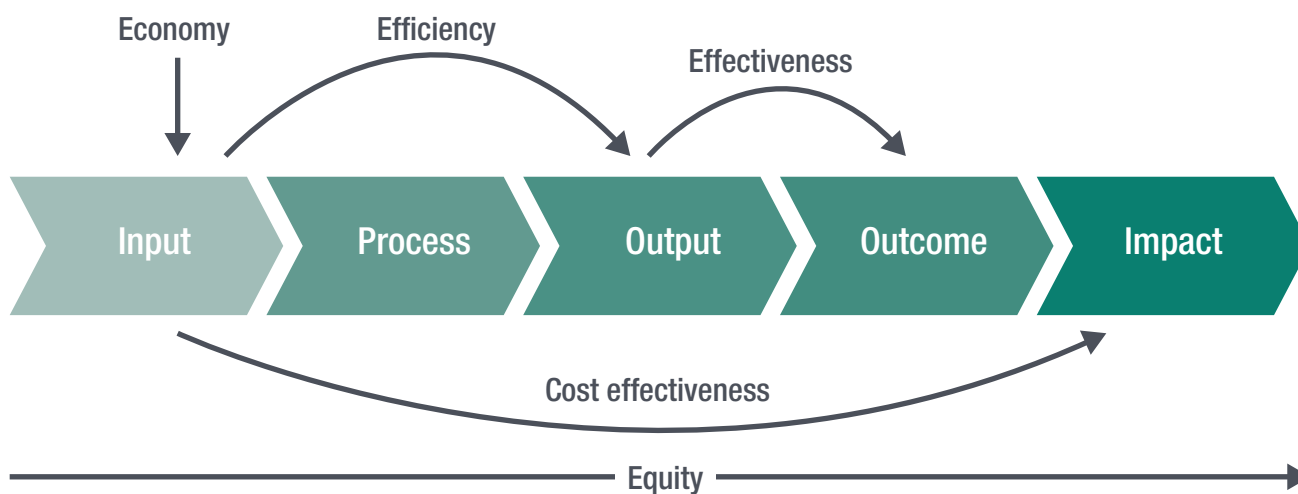 Economy
Efficiency
Effectiveness
Input
Process
Output
Outcome
Impact
Cost effectiveness
Equity